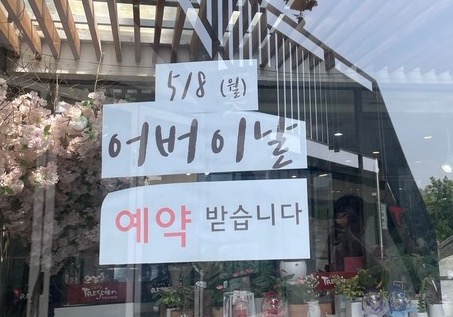 5/8 (월)
어버이날
예약 받습니다